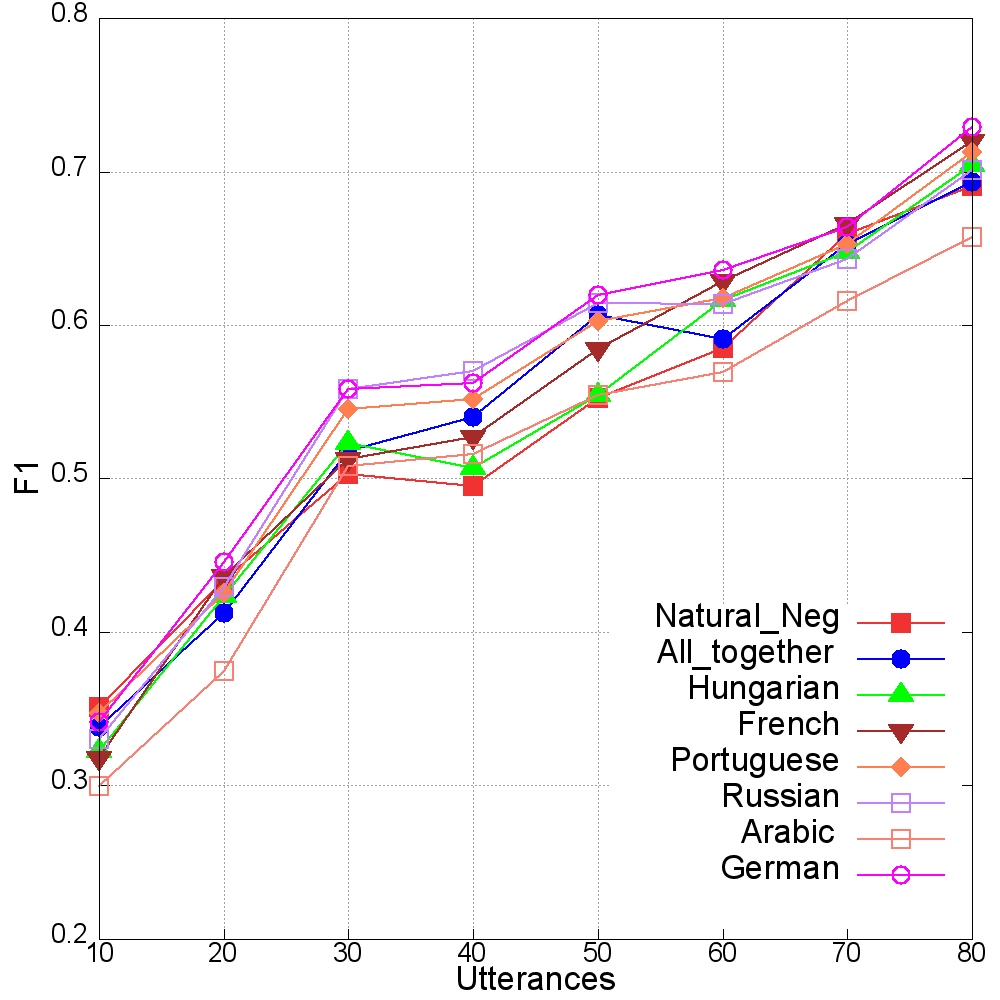 0.8
0.7
0.6
0.5
0.4
0.3
0.2
F1
10 20 30 40 50 60 70 80
Utterances
Natural_Neg
All_together
Hungarian
French
Portuguese
Russian
Arabic
German